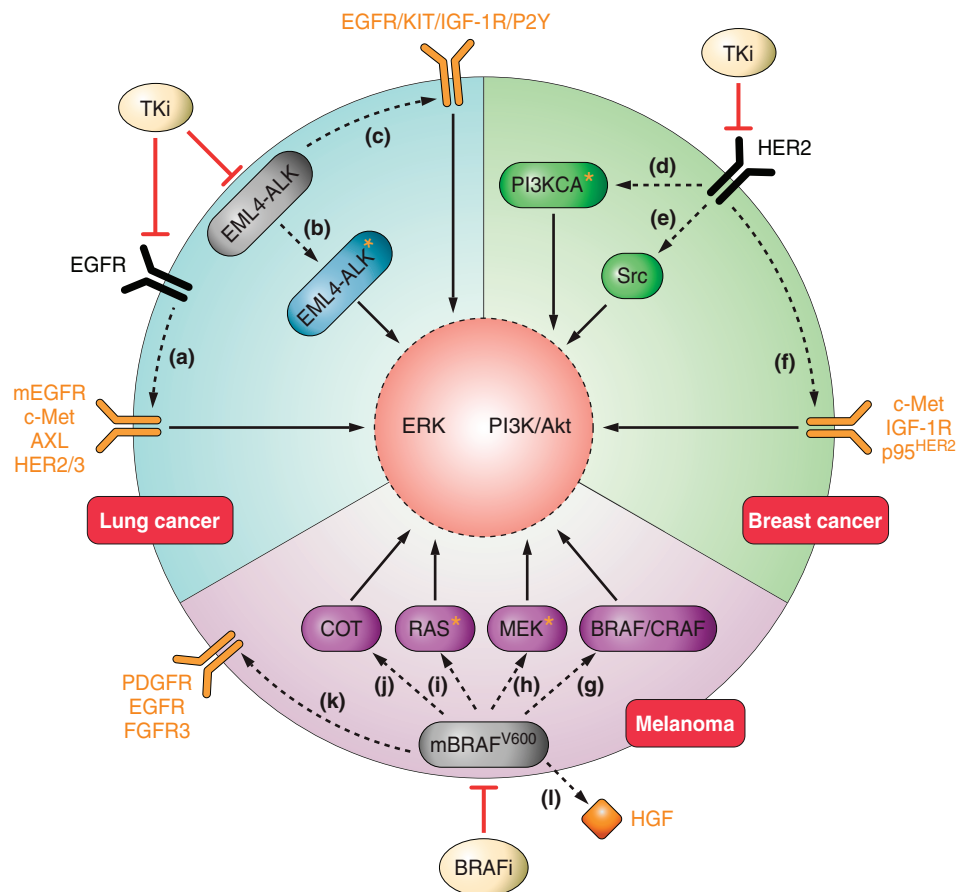 EGFR/KIT/IGF-1R/P2Y
TKi
TKi
HER2
(c)
EML4-ALK
PI3KCA*
(d)
(b)
(e)
EGFR
EML4-ALK*
Src
(a)
(f)
mEGFR
c-Met
AXL
HER2/3
ERK
PI3K/Akt
c-Met
IGF-1R
p95HER2
Lung cancer
Breast cancer
COT
RAS*
MEK*
BRAF/CRAF
(j)
(i)
(h)
(g)
PDGFR
EGFR
FGFR3
(k)
Melanoma
mBRAFV600
(l)
HGF
BRAFi